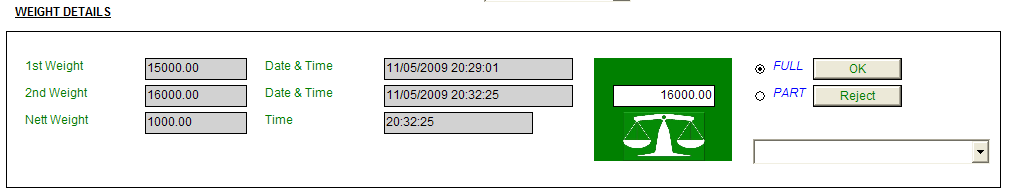 WEIGHT DETAILS
1st Weight 15000.00 Date & Time 11/05/2009 20:29:01 FULL OK
2nd Weight 16000.00 Date & Time 11/05/2009 20:32:25 16000.00 PART Reject
Nett Weight 1000.00 Time 20:32:25